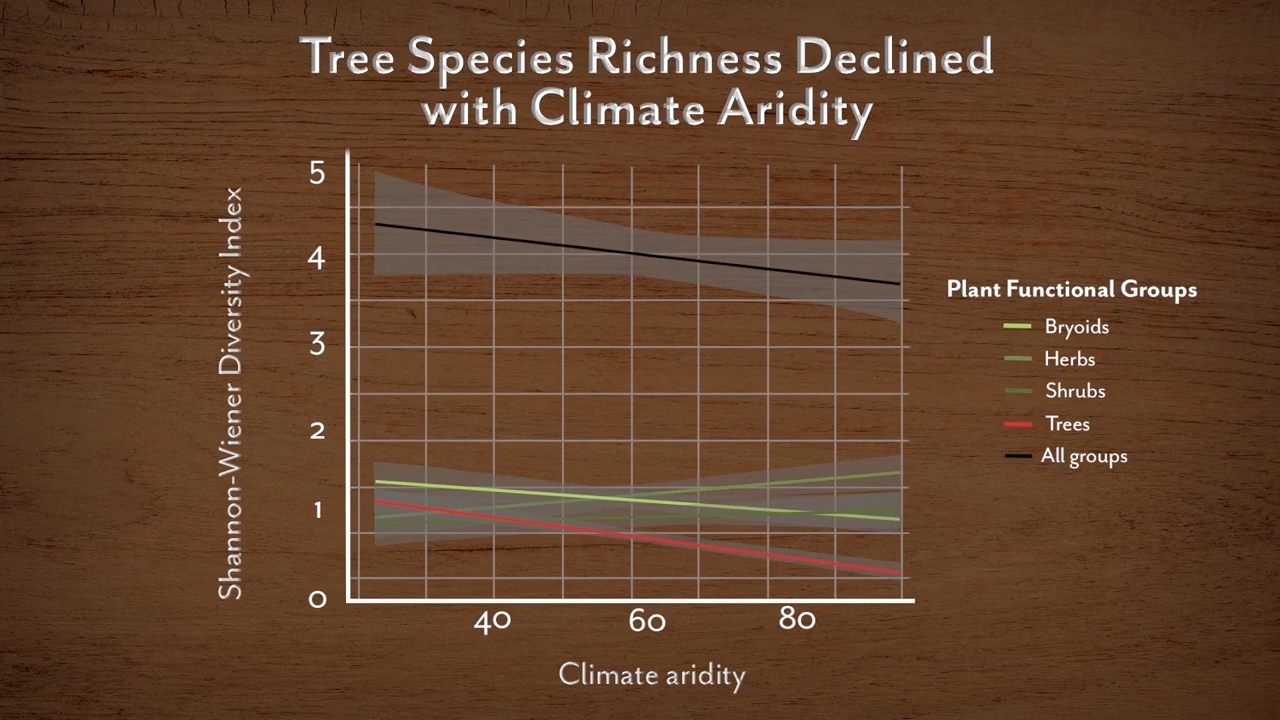 Tree Species Richness Declined
with Climate Aridity
Shannon-Wiener Diversity Index
5
4
3
2
1
0
40
60
80
Climate aridity
Plant Functional Groups
Bryoids
Herbs
Shrubs
Trees
All groups